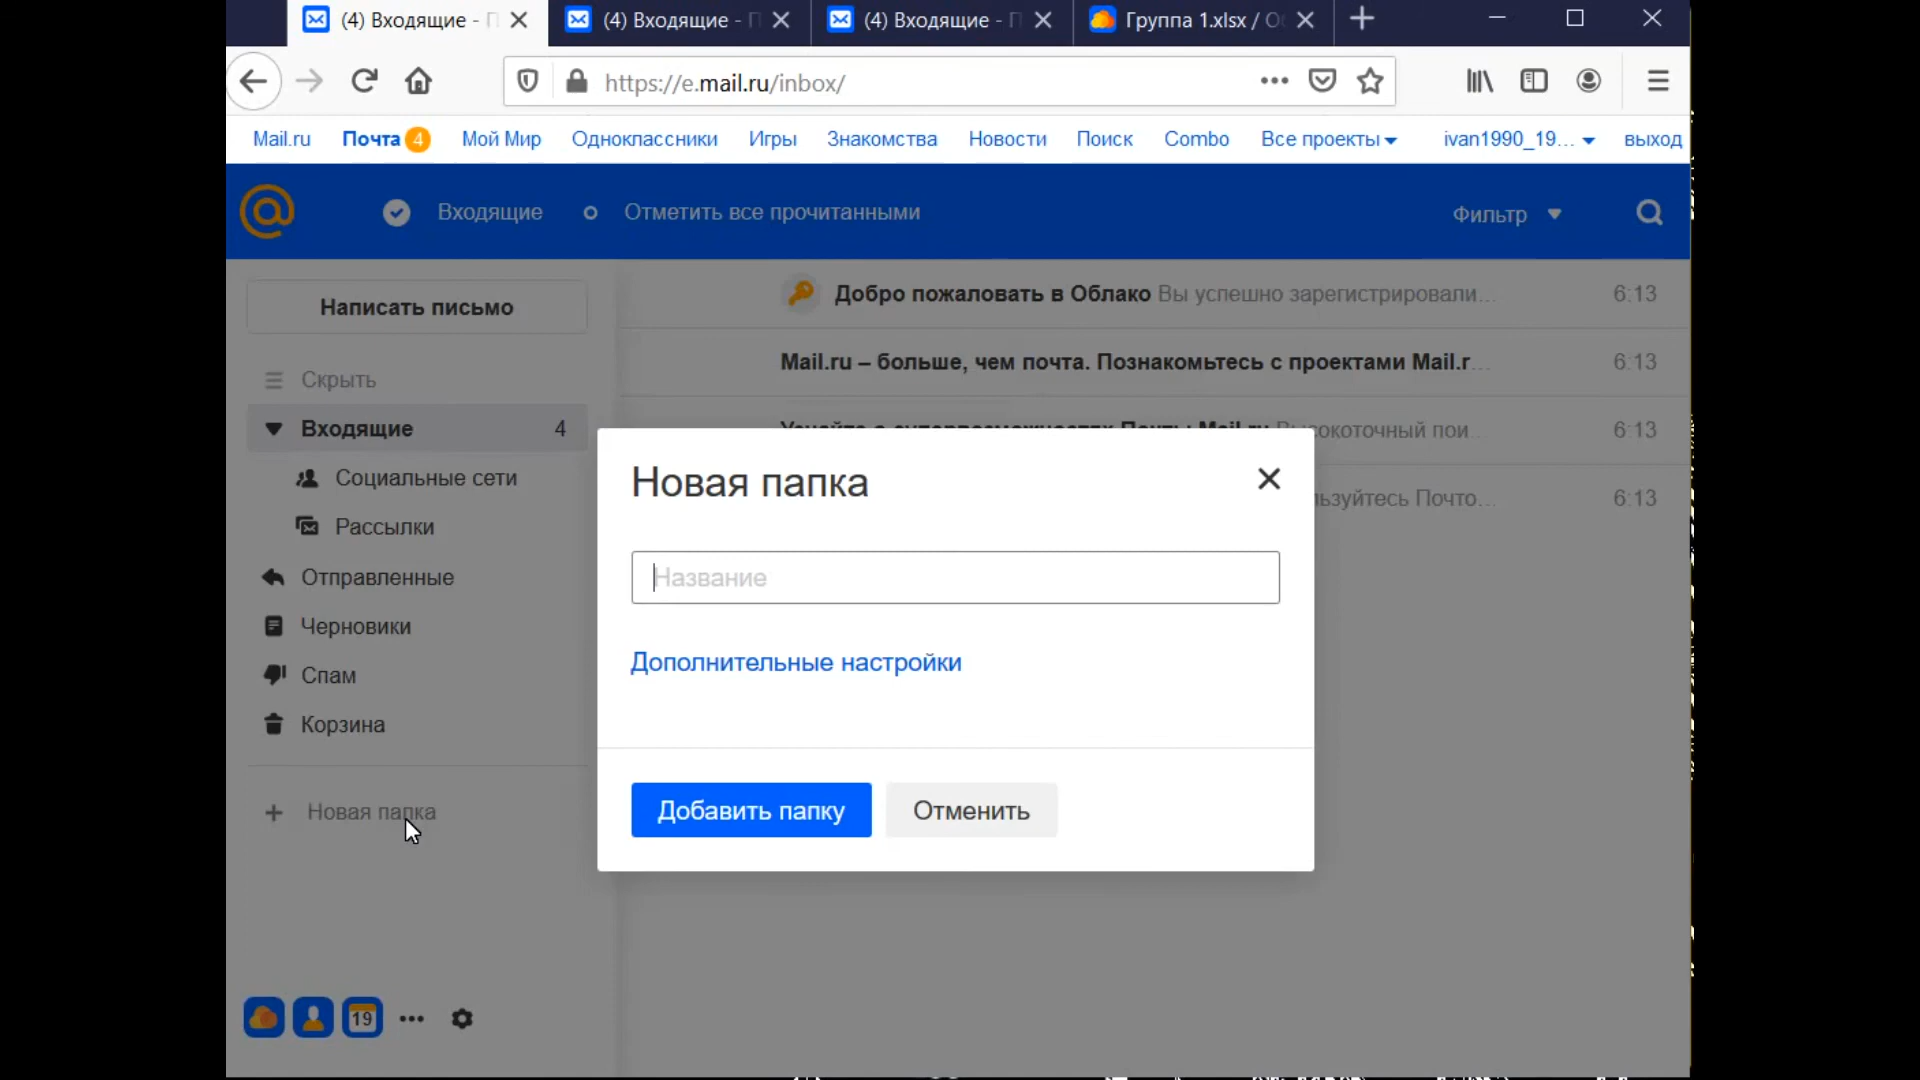 (4) Входящие - (4) Входящие - (4) Входящие - Группа 1.xlsx /
https://e.mail.ru/inbox/
Mail.ru Почта 4 Мой Мир Одноклассники Игры Знакомства Новости Поиск Combo Все проекты ivan1990_19... выход
Входящие Отметить все прочитанными Фильтр
Написать письмо
Скрыть
Входящие 4
Социальные сети
Рассылки
Отправленные
Черновики
Спам
Корзина
Новая папка
19
Добро пожаловать в Облако Вы успешно зарегистрировали... 6:13
Mail.ru – больше, чем почта. Познакомьтесь с проектами Mail.r... 6:13
6:13
6:13
Новая папка
Название
Дополнительные настройки
Добавить папку Отменить